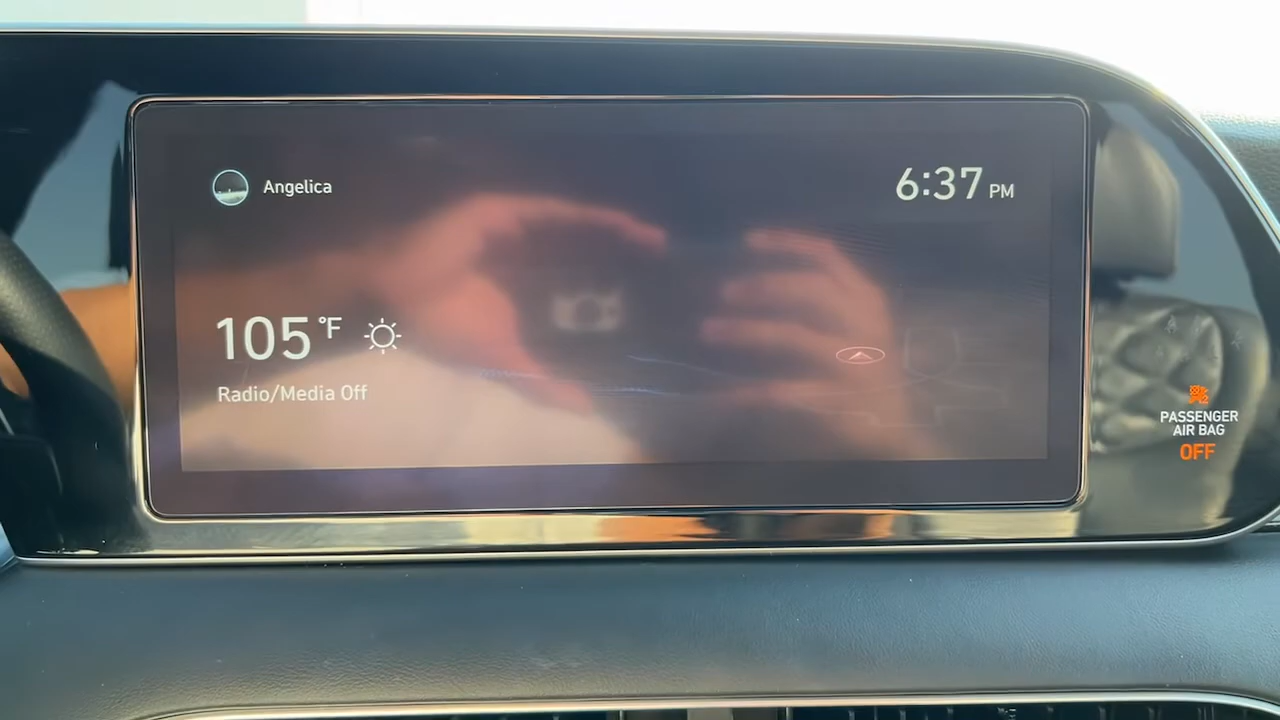 Angelica
6:37 PM
105 °F
Radio/Media Off
PASSENGER
AIR BAG
OFF